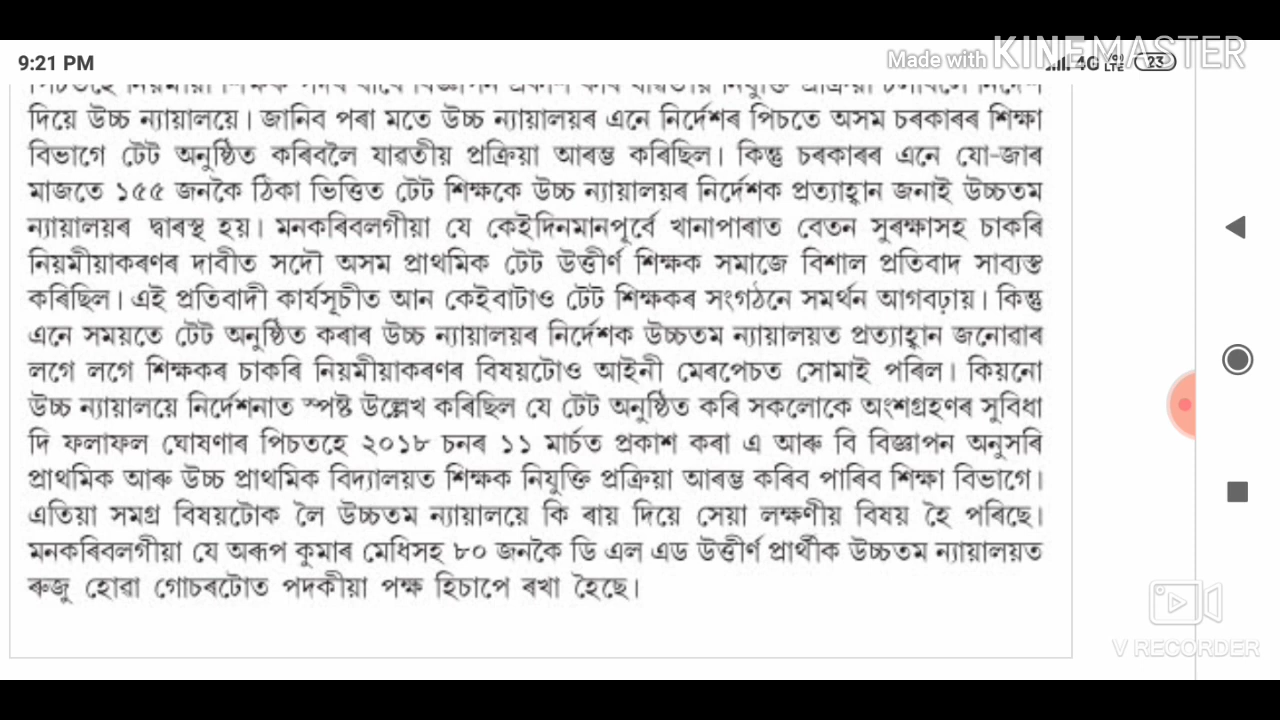 9:21 PM
Made with KINEMASTER
4G VO LTE 23
দিয়ে উচ্চ ন্যায়ালয়ে। জানিব পৰা মতে উচ্চ ন্যায়ালয়ৰ এনে নিৰ্দেশৰ পিচতে অসম চৰকাৰৰ শিক্ষা
বিভাগে টেট অনুষ্ঠিত কৰিবলৈ যাৱতীয় প্ৰক্ৰিয়া আৰম্ভ কৰিছিল। কিন্তু চৰকাৰৰ এনে যো-জাৰ
মাজতে ১৫৫ জনকৈ ঠিকা ভিত্তিত টেট শিক্ষকে উচ্চ ন্যায়ালয়ৰ নিৰ্দেশক প্ৰত্যাহ্বান জনাই উচ্চতম
ন্যায়ালয়ৰ দ্বাৰস্থ হয়। মনকৰিবলগীয়া যে কেইদিনমানপূৰ্বে খানাপাৰাত বেতন সুৰক্ষাসহ চাকৰি
নিয়মীয়াকৰণৰ দাবীত সদৌ অসম প্ৰাথমিক টেট উত্তীৰ্ণ শিক্ষক সমাজে বিশাল প্ৰতিবাদ সাব্যস্ত
কৰিছিল। এই প্ৰতিবাদী কাৰ্যসূচীত আন কেইবাটাও টেট শিক্ষকৰ সংগঠনে সমৰ্থন আগবঢ়ায়। কিন্তু
এনে সময়তে টেট অনুষ্ঠিত কৰাৰ উচ্চ ন্যায়ালয়ৰ নিৰ্দেশক উচ্চতম ন্যায়ালয়ত প্ৰত্যাহ্বান জনোৱাৰ
লগে লগে শিক্ষকৰ চাকৰি নিয়মীয়াকৰণৰ বিষয়টোও আইনী মেৰপেচত সোমাই পৰিল। কিয়নো
উচ্চ ন্যায়ালয়ে নিৰ্দেশনাত স্পষ্ট উল্লেখ কৰিছিল যে টেট অনুষ্ঠিত কৰি সকলোকে অংশগ্ৰহণৰ সুবিধা
দি ফলাফল ঘোষণাৰ পিচতহে ২০১৮ চনৰ ১১ মাৰ্চত প্ৰকাশ কৰা এ আৰু বি বিজ্ঞাপন অনুসৰি
প্ৰাথমিক আৰু উচ্চ প্ৰাথমিক বিদ্যালয়ত শিক্ষক নিযুক্তি প্ৰক্ৰিয়া আৰম্ভ কৰিব পাৰিব শিক্ষা বিভাগে।
এতিয়া সমগ্ৰ বিষয়টোক লৈ উচ্চতম ন্যায়ালয়ে কি ৰায় দিয়ে সেয়া লক্ষণীয় বিষয় হৈ পৰিছে।
মনকৰিবলগীয়া যে অৰূপ কুমাৰ মেধিসহ ৮০ জনকৈ ডি এল এড উত্তীৰ্ণ প্ৰাৰ্থীক উচ্চতম ন্যায়ালয়ত
ৰুজু হোৱা গোচৰটোত পদকীয়া পক্ষ হিচাপে ৰখা হৈছে।
V RECORDER